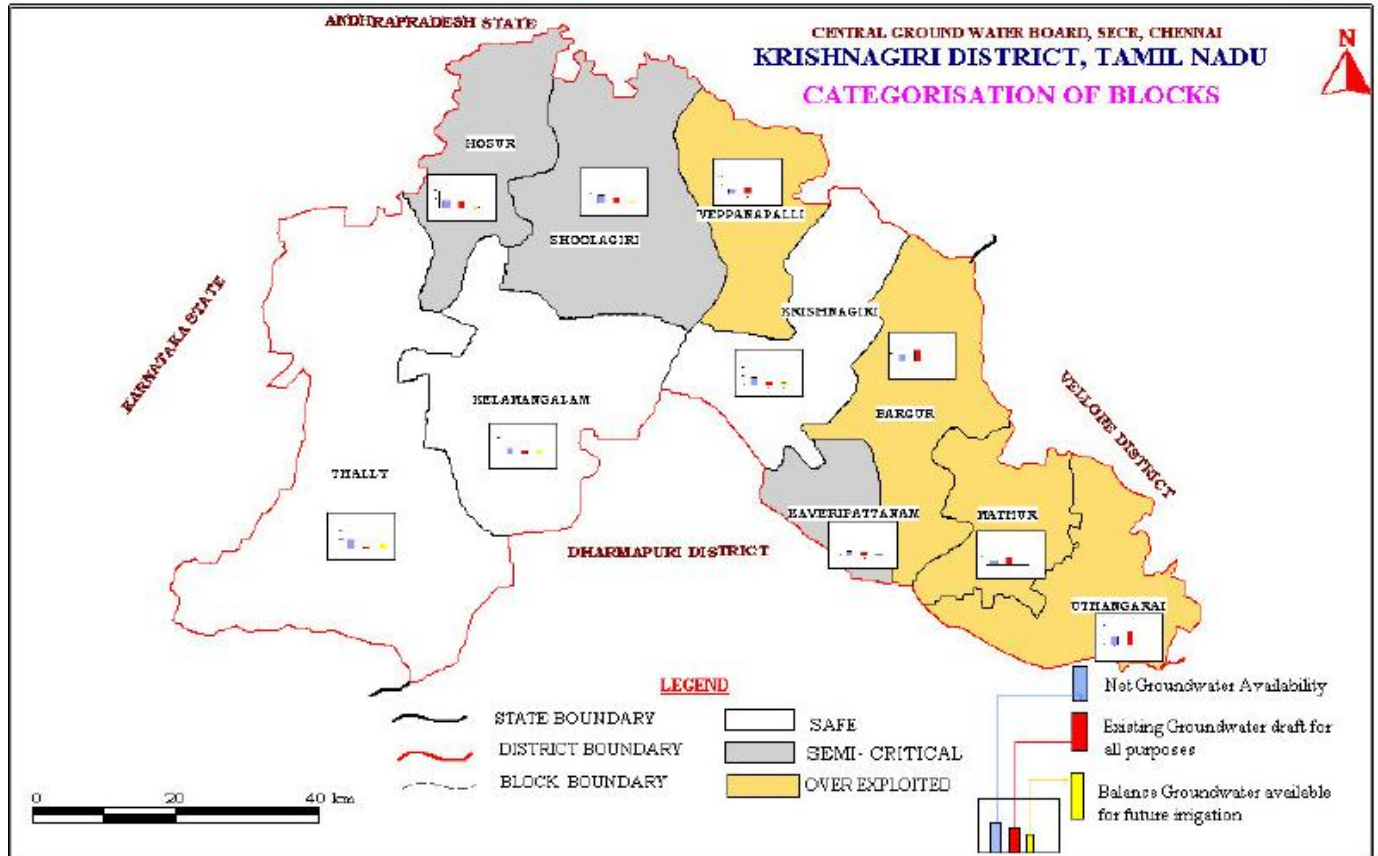 ANDHRAPRADESH STATE
CENTRAL GROUND WATER BOARD, SECR, CHENNAI
KRISHNAGIRI DISTRICT, TAMIL NADU
CATEGORISATION OF BLOCKS
N
HOSUR
SHOOLAGIRI
VEPPANAPALLI
KRISHNAGIRI
KARNATAKA STATE
KELAMANGALAM
BARGUR
VELLORE DISTRICT
THALLY
KAVERIPATTANAM
MATHUR
DHARMAPURI DISTRICT
UTHANGARAI
LEGEND
STATE BOUNDARY
DISTRICT BOUNDARY
BLOCK BOUNDARY
SAFE
SEMI- CRITICAL
OVER EXPLOITED
Net Groundwater Availability
Existing Groundwater draft for
all purposes
Balance Groundwater available
for future irrigation
0 20 40 km